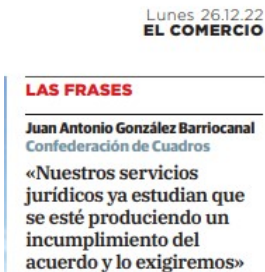 Lunes 26.12.22
EL COMERCIO
LAS FRASES
Juan Antonio González Barriocanal
Confederación de Cuadros
«Nuestros servicios
jurídicos ya estudian que
se esté produciendo un
incumplimiento del
acuerdo y lo exigiremos»